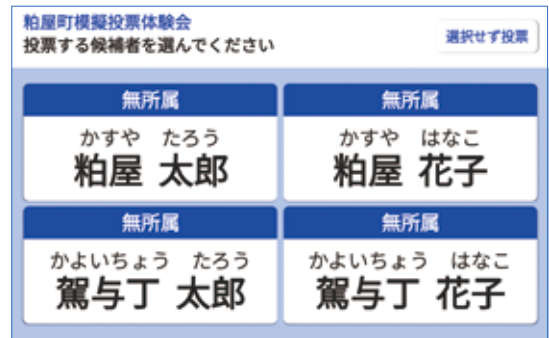 粕屋町模擬投票体験会
投票する候補者を選んでください
選択せず投票
無所属
かすや たろう
粕屋 太郎
無所属
かすや はなこ
粕屋 花子
無所属
かよいちょう たろう
駕与丁 太郎
無所属
かよいちょう はなこ
駕与丁 花子